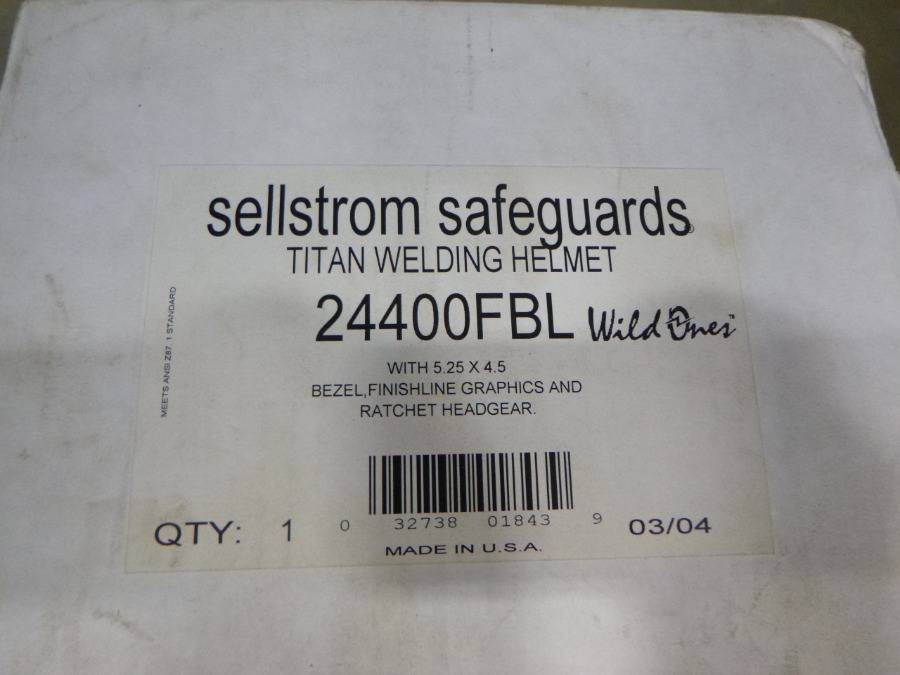 sellstrom safeguards®
TITAN WELDING HELMET
24400FBL Wild Ones™
WITH 5.25 X 4.5
BEZEL,FINISHLINE GRAPHICS AND
RATCHET HEADGEAR.
MEETS ANSI Z87. 1 STANDARD
QTY: 1
0 32738 01843 9
03/04
MADE IN U.S.A.